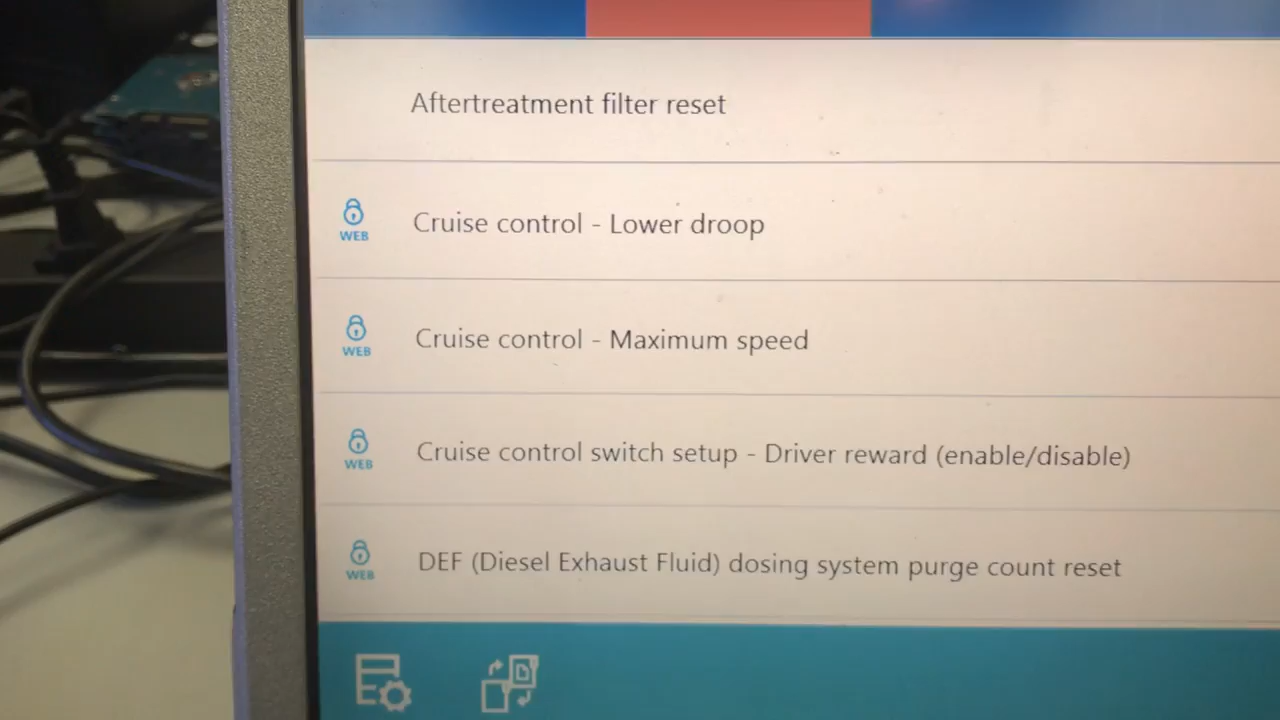 Aftertreatment filter reset
WEB
Cruise control - Lower droop
WEB
Cruise control - Maximum speed
WEB
Cruise control switch setup - Driver reward (enable/disable)
WEB
DEF (Diesel Exhaust Fluid) dosing system purge count reset